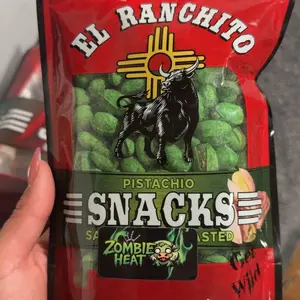 EL RANCHITO
PISTACHIO
SNACKS
ZOMBIE
HEAT